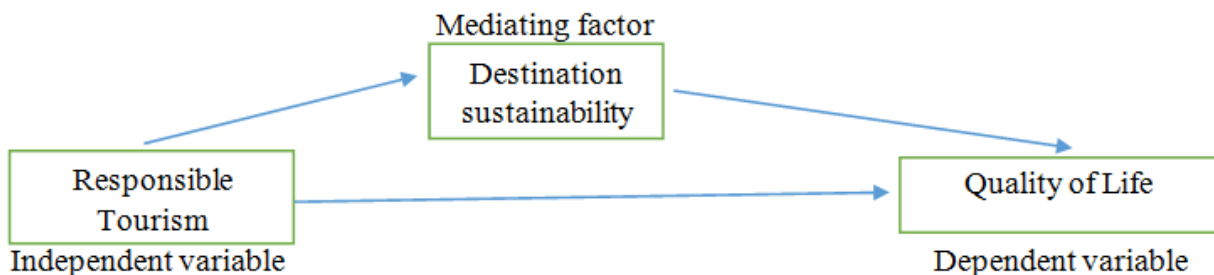 Mediating factor
Destination
sustainability
Responsible
Tourism
Quality of Life
Independent variable
Dependent variable